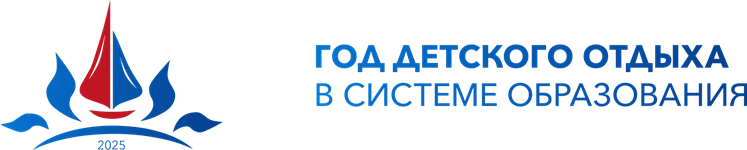 ГОД ДЕТСКОГО ОТДЫХА
В СИСТЕМЕ ОБРАЗОВАНИЯ
2025